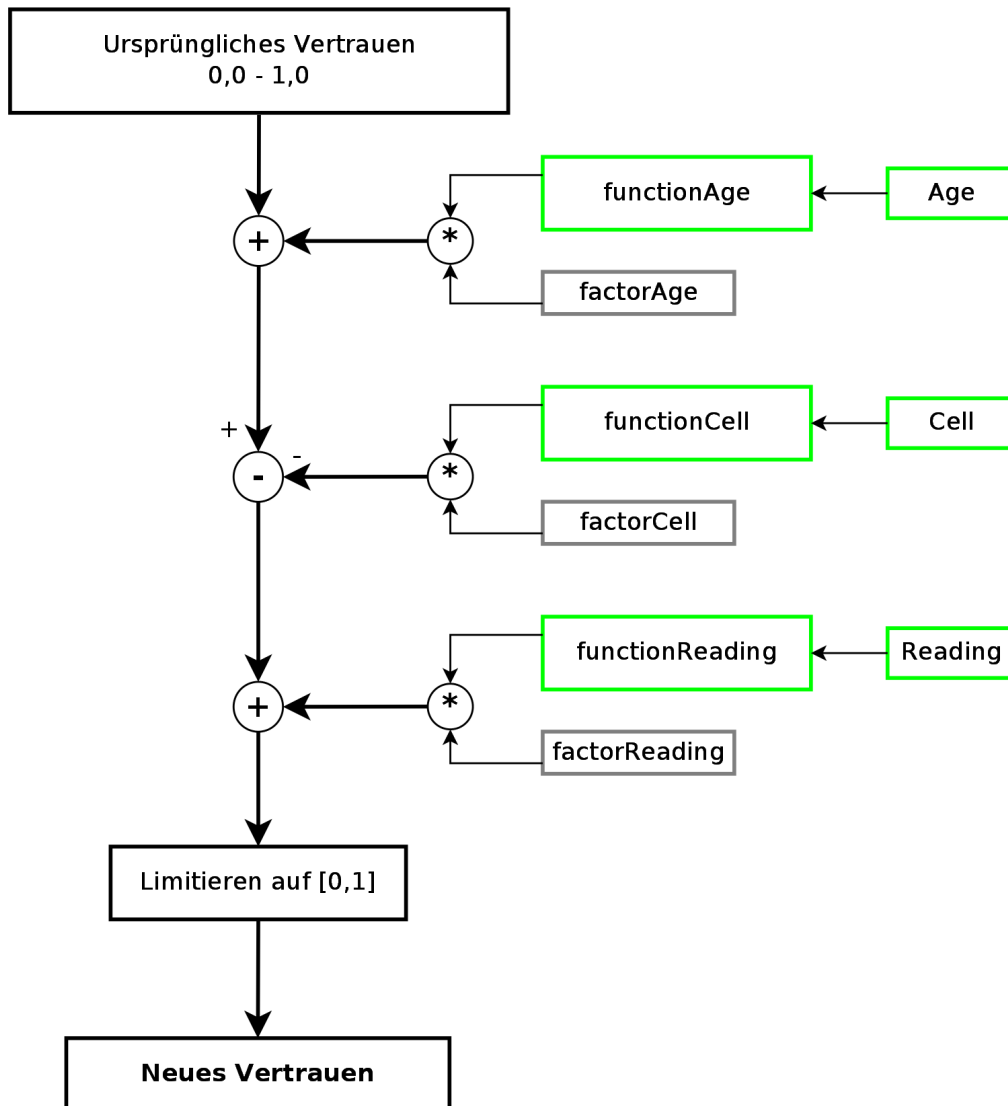 Ursprüngliches Vertrauen
0,0 - 1,0
functionAge
Age
+
*
factorAge
functionCell
Cell
+
-
-
*
factorCell
functionReading
Reading
+
*
factorReading
Limitieren auf [0,1]
Neues Vertrauen